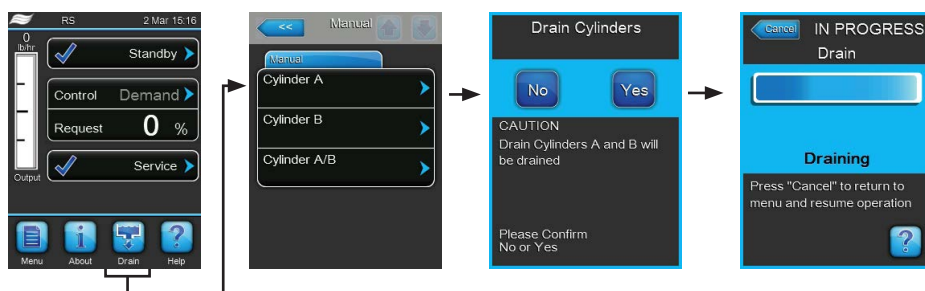 RS 2 Mar 15:16
0
lb/hr
Standby
Control Demand
Request 0 %
Service
Output
Menu About Drain Help
<< Manual
Manual
Cylinder A
Cylinder B
Cylinder A/B
Drain Cylinders
No Yes
CAUTION
Drain Cylinders A and B will
be drained
Please Confirm
No or Yes
Cancel IN PROGRESS
Drain
Draining
Press "Cancel" to return to
menu and resume operation
?